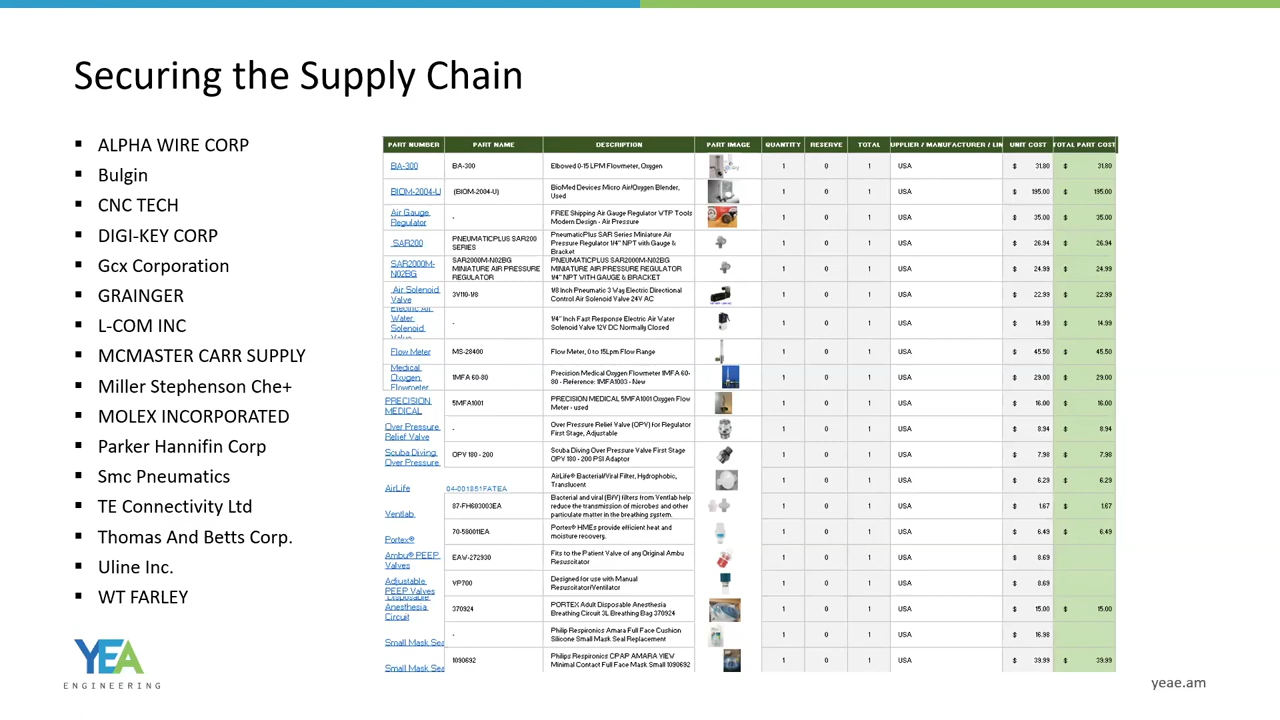 Securing the Supply Chain
▪ ALPHA WIRE CORP
▪ Bulgin
▪ CNC TECH
▪ DIGI-KEY CORP
▪ Gcx Corporation
▪ GRAINGER
▪ L-COM INC
▪ MCMASTER CARR SUPPLY
▪ Miller Stephenson Che+
▪ MOLEX INCORPORATED
▪ Parker Hannifin Corp
▪ Smc Pneumatics
▪ TE Connectivity Ltd
▪ Thomas And Betts Corp.
▪ Uline Inc.
▪ WT FARLEY
PART NUMBER PART NAME DESCRIPTION PART IMAGE QUANTITY RESERVE TOTAL UPPLIER / MANUFACTURER / LIN UNIT COST TOTAL PART COST
BA-300 BA-300 Elbowed 0-15 LPM Flowmeter, Oxygen 1 0 1 USA $ 31.80 $ 31.80
BIOM-2004-U (BIOM-2004-U) BioMed Devices Micro Air/Oxygen Blender, Used 1 0 1 USA $ 195.00 $ 195.00
Air Gauge Regulator - FREE Shipping Air Gauge Regulator WTP Tools Modern Design - Air Pressure 1 0 1 USA $ 35.00 $ 35.00
SAR200 PNEUMATICPLUS SAR200 SERIES PneumaticPlus SAR Series Miniature Air Pressure Regulator 1/4" NPT with Gauge & Bracket 1 0 1 USA $ 26.94 $ 26.94
SAR2000M-N02BG PNEUMATICPLUS SAR2000M-N02BG MINIATURE AIR PRESSURE REGULATOR PNEUMATICPLUS SAR2000M-N02BG MINIATURE AIR PRESSURE REGULATOR 1/4" NPT WITH GAUGE & BRACKET 1 0 1 USA $ 24.99 $ 24.99
Air Solenoid Valve 3V110-1/8 1/8 Inch Pneumatic 3 Way Electric Directional Control Air Solenoid Valve 24V AC 1 0 1 USA $ 22.99 $ 22.99
Electric Air Water Solenoid Valve - 1/4" Inch Fast Response Electric Air Water Solenoid Valve 12V DC Normally Closed 1 0 1 USA $ 14.99 $ 14.99
Flow Meter MS-28400 Flow Meter, 0 to 15Lpm Flow Range 1 0 1 USA $ 45.50 $ 45.50
Medical Oxygen Flowmeter 1MFA 60-80 Precision Medical Oxygen Flowmeter 1MFA 60-80 - Reference: 1MFA1003 - New 1 0 1 USA $ 29.00 $ 29.00
PRECISION MEDICAL 5MFA1001 PRECISION MEDICAL 5MFA1001 Oxygen Flow Meter - used 1 0 1 USA $ 16.00 $ 16.00
Over Pressure Relief Valve - Over Pressure Relief Valve (OPV) for Regulator First Stage, Adjustable 1 0 1 USA $ 8.94 $ 8.94
Scuba Diving Over Pressure OPV 180 - 200 Scuba Diving Over Pressure Valve First Stage OPV 180 - 200 PSI Adaptor 1 0 1 USA $ 7.98 $ 7.98
AirLife 04-001851FATEA AirLife® Bacterial/Viral Filter, Hydrophobic, Translucent 1 0 1 USA $ 6.29 $ 6.29
Ventlab 87-FH603003EA Bacterial and viral (B/V) filters from Ventlab help reduce the transmission of microbes and other particulate matter in the breathing system. 1 0 1 USA $ 1.67 $ 1.67
Portex® 70-580011EA Portex® HMEs provide efficient heat and moisture recovery. 1 0 1 USA $ 6.49 $ 6.49
Ambu® PEEP Valves EAW-272930 Fits to the Patient Valve of any Original Ambu Resuscitator 1 0 1 USA $ 8.69
Adjustable PEEP Valves VP700 Designed for use with Manual Resuscitator/Ventilator 1 0 1 USA $ 8.69
Disposable Anesthesia Circuit 370924 PORTEX Adult Disposable Anesthesia Breathing Circuit 3L Breathing Bag 370924 1 0 1 USA $ 15.00 $ 15.00
Small Mask Sea - Philip Respironics Amara Full Face Cushion Silicone Small Mask Seal Replacement 1 0 1 USA $ 16.98
Small Mask Sea 1090692 Philips Respironics CPAP AMARA VIEW Minimal Contact Full Face Mask Small 1090692 1 0 1 USA $ 39.99 $ 39.99
YEA
ENGINEERING
yeae.am